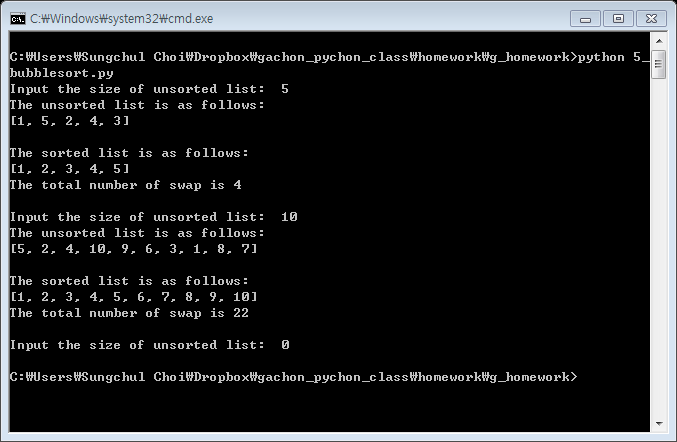 C:\Windows\system32\cmd.exe
C:₩Users₩Sungchul Choi₩Dropbox₩gachon_pychon_class₩homework₩g_homework>python 5_
bubblesort.py
Input the size of unsorted list:  5
The unsorted list is as follows:
[1, 5, 2, 4, 3]
The sorted list is as follows:
[1, 2, 3, 4, 5]
The total number of swap is 4
Input the size of unsorted list:  10
The unsorted list is as follows:
[5, 2, 4, 10, 9, 6, 3, 1, 8, 7]
The sorted list is as follows:
[1, 2, 3, 4, 5, 6, 7, 8, 9, 10]
The total number of swap is 22
Input the size of unsorted list:  0
C:₩Users₩Sungchul Choi₩Dropbox₩gachon_pychon_class₩homework₩g_homework>